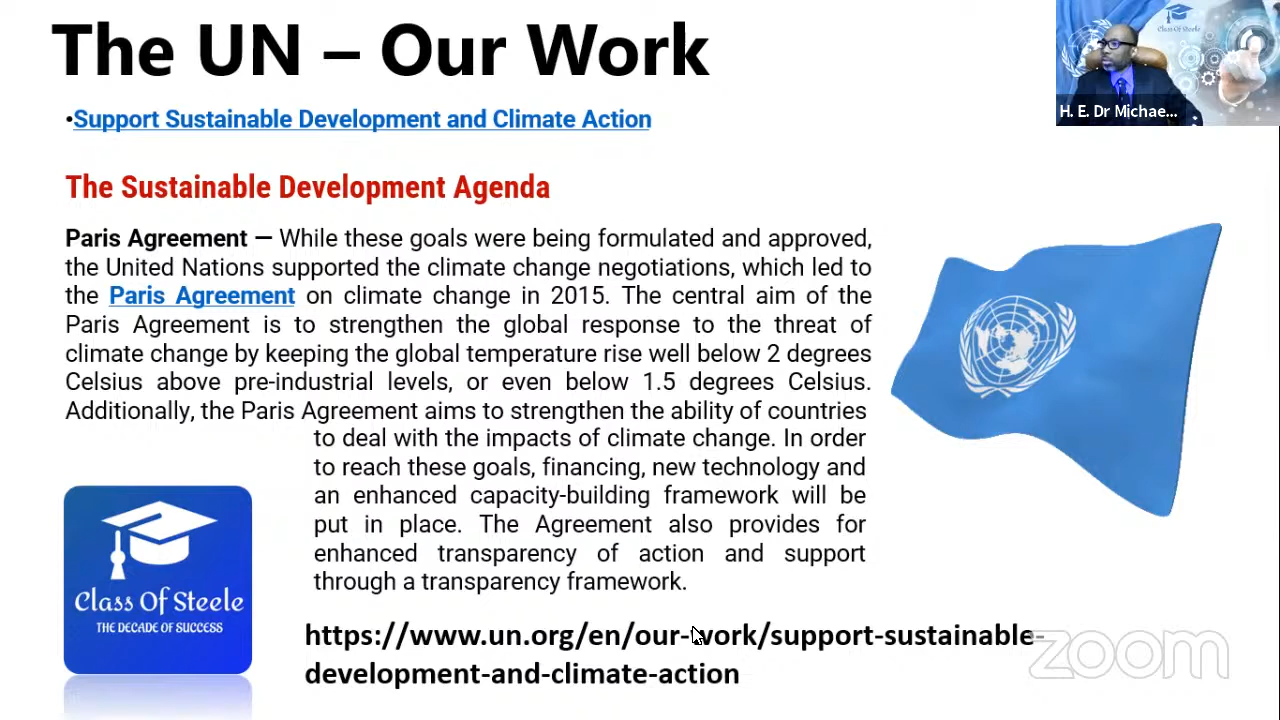 The UN – Our Work
•Support Sustainable Development and Climate Action
The Sustainable Development Agenda
Paris Agreement — While these goals were being formulated and approved,
the United Nations supported the climate change negotiations, which led to
the Paris Agreement on climate change in 2015. The central aim of the
Paris Agreement is to strengthen the global response to the threat of
climate change by keeping the global temperature rise well below 2 degrees
Celsius above pre-industrial levels, or even below 1.5 degrees Celsius.
Additionally, the Paris Agreement aims to strengthen the ability of countries
to deal with the impacts of climate change. In order
to reach these goals, financing, new technology and
an enhanced capacity-building framework will be
put in place. The Agreement also provides for
enhanced transparency of action and support
through a transparency framework.
https://www.un.org/en/our-work/support-sustainable-
development-and-climate-action
Class Of Steele
THE DECADE OF SUCCESS
Class Of Steele
H. E. Dr Michae...
zoom